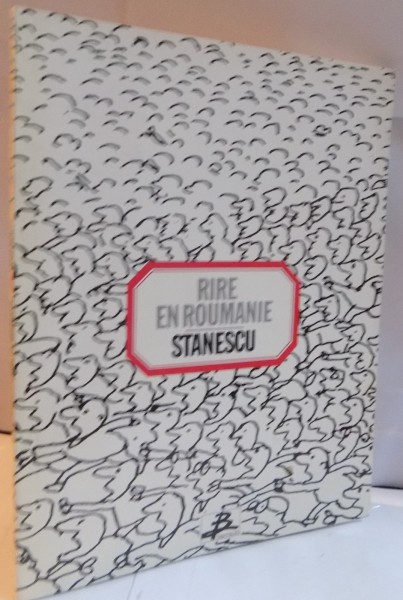 RIRE
EN ROUMANIE
STANESCU
B